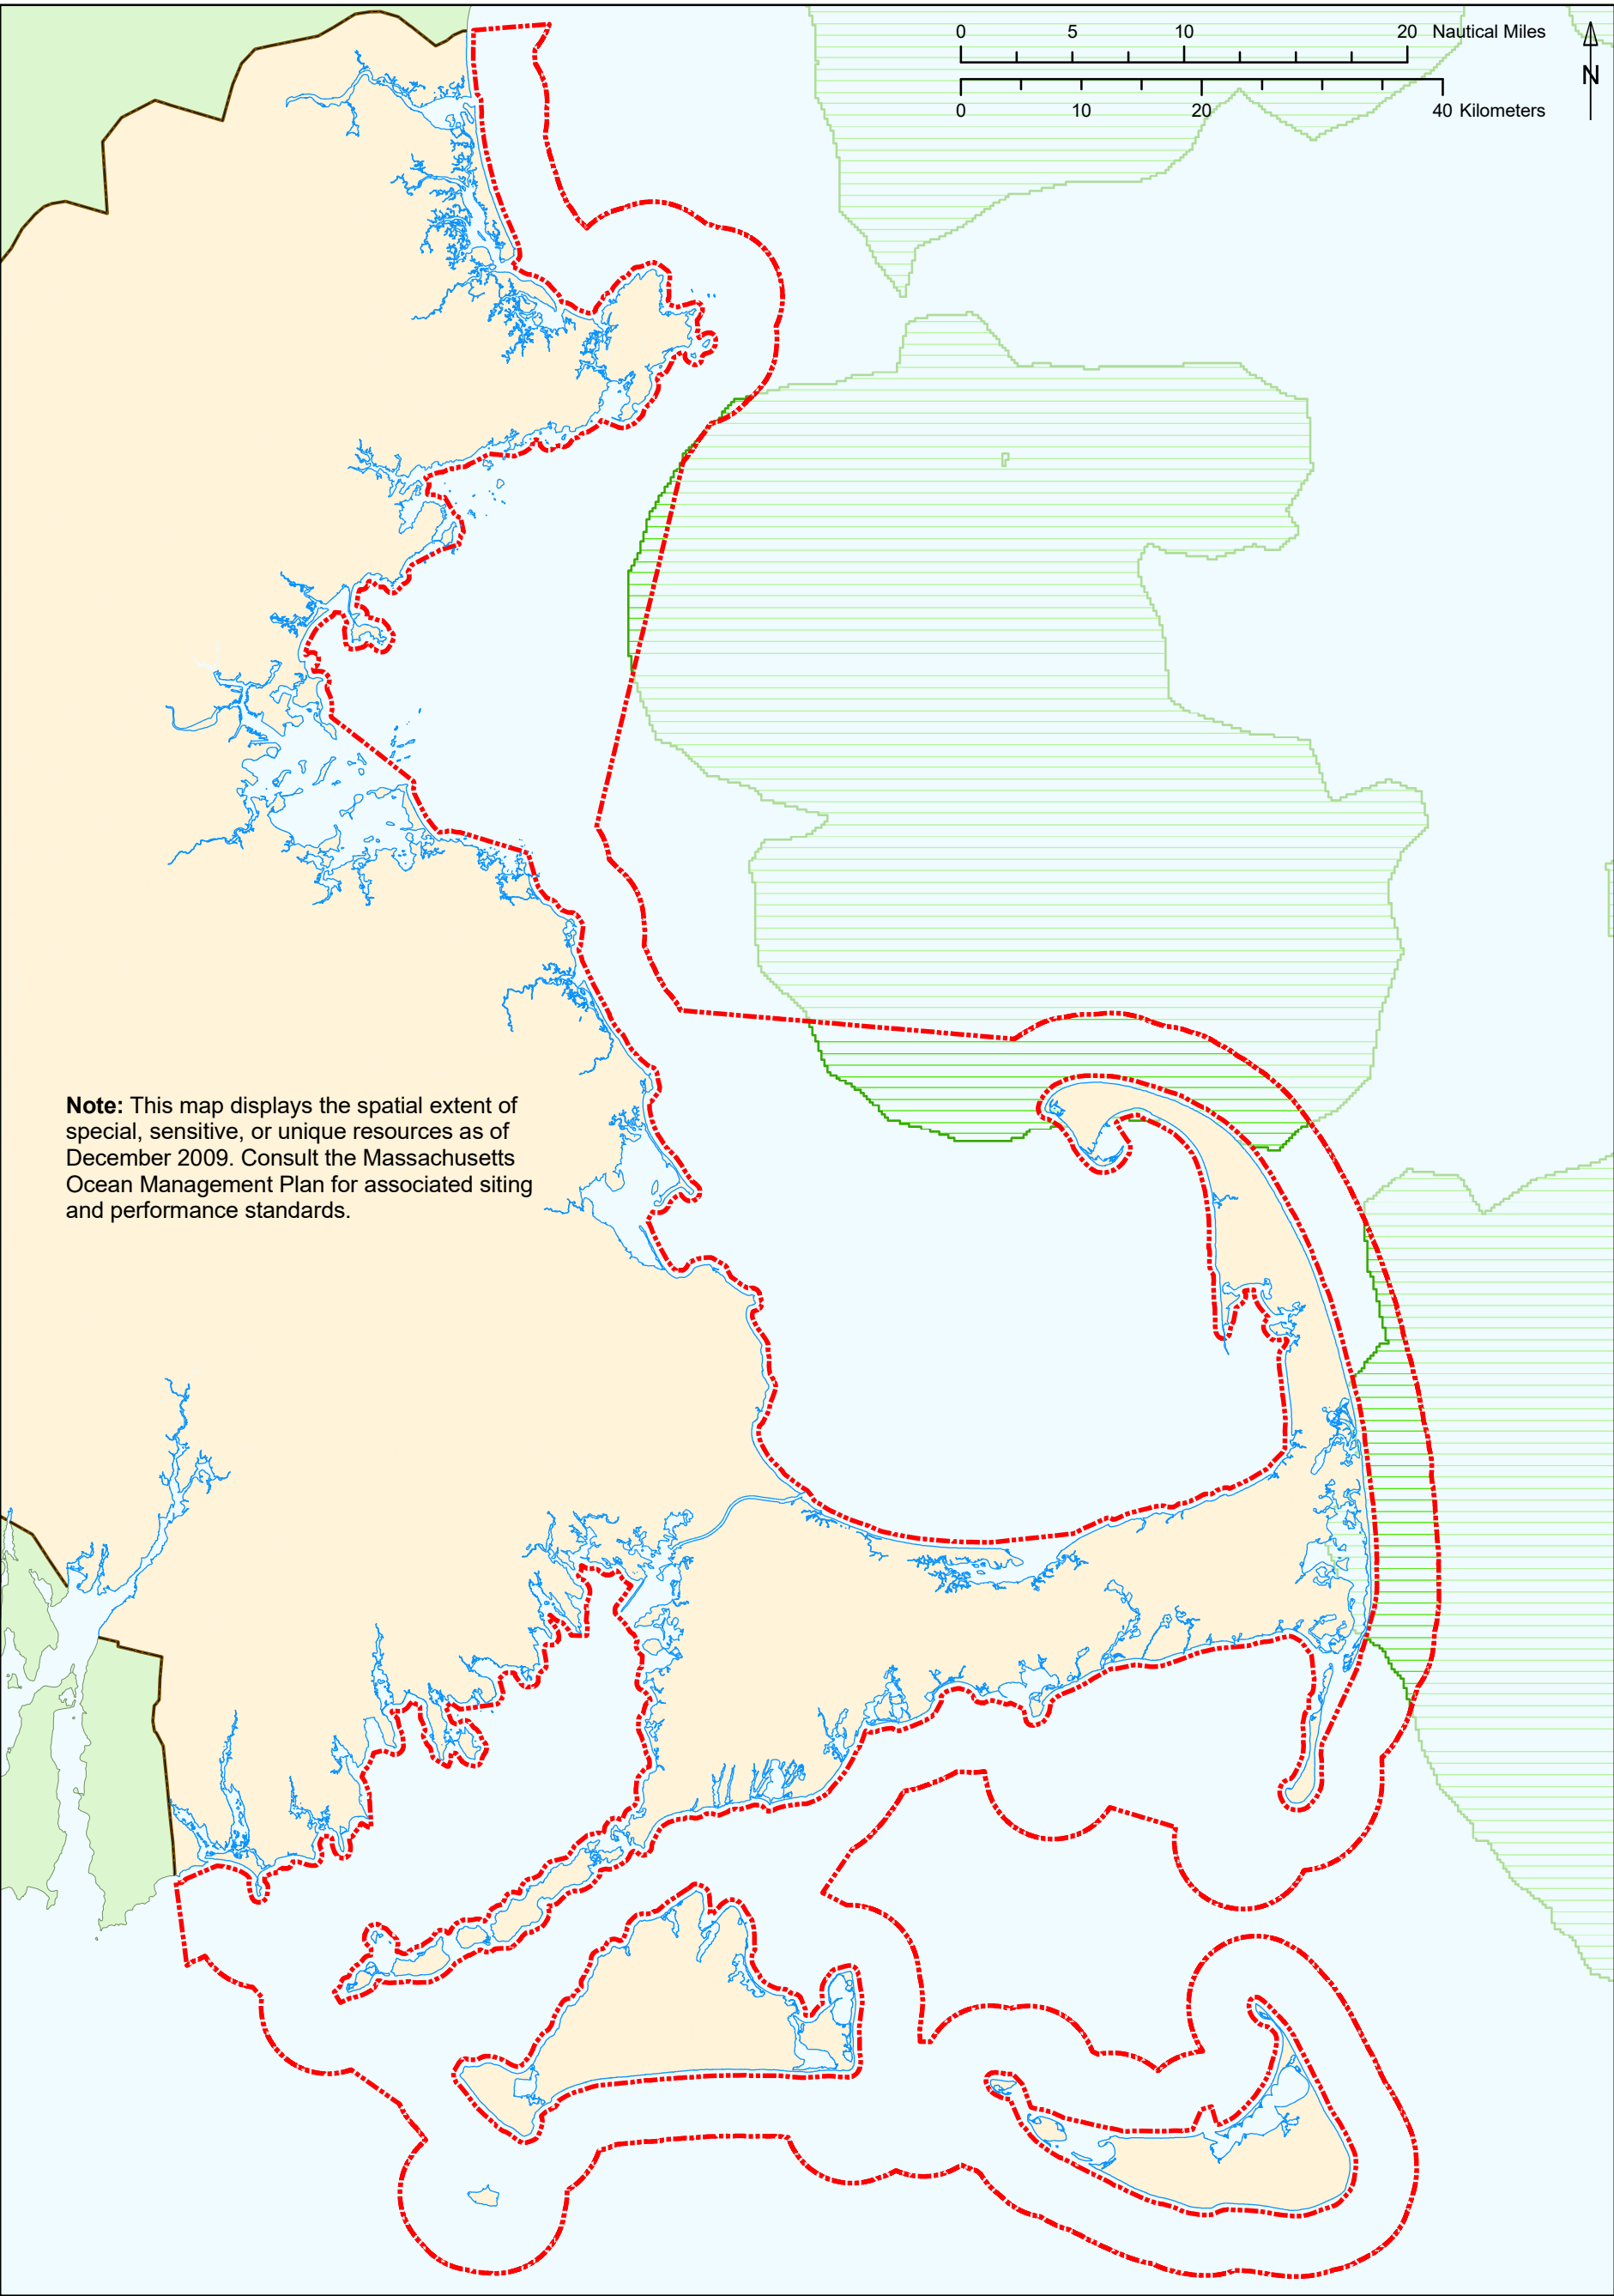 0 5 10 20 Nautical Miles
N
0 10 20 40 Kilometers
Note: This map displays the spatial extent of
special, sensitive, or unique resources as of
December 2009. Consult the Massachusetts
Ocean Management Plan for associated siting
and performance standards.